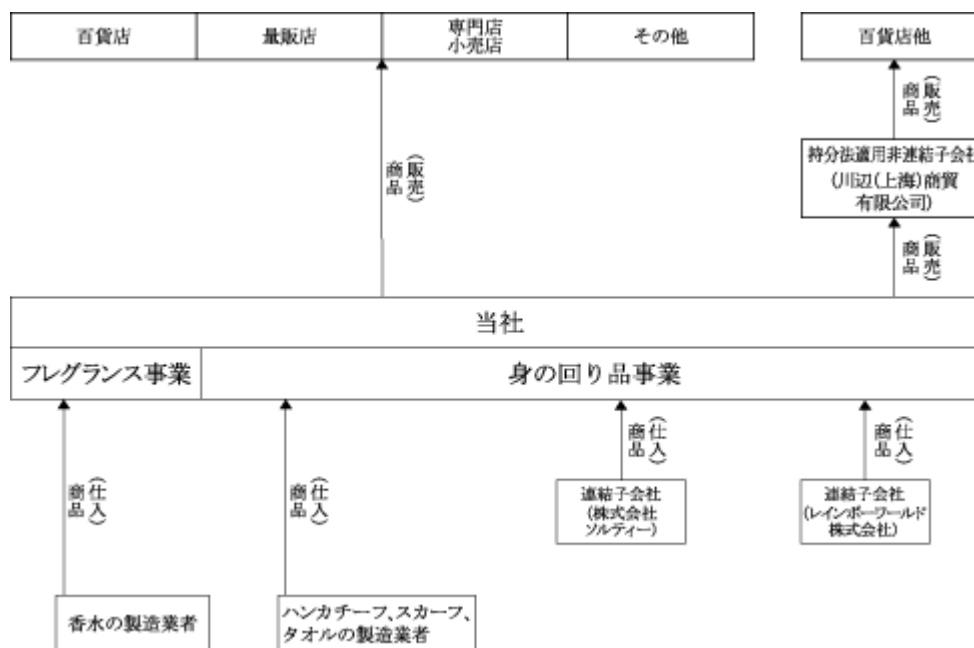 百貨店
量販店
専門店
小売店
その他
百貨店他
商品
(販売)
持分法適用非連結子会社
(川辺(上海)商貿
有限公司)
商品
(販売)
商品
(販売)
当社
フレグランス事業
身の回り品事業
商品
(仕入)
商品
(仕入)
商品
(仕入)
商品
(仕入)
連結子会社
(株式会社
ソルティー)
連結子会社
(レインボーワールド
株式会社)
香水の製造業者
ハンカチーフ、スカーフ、
タオルの製造業者